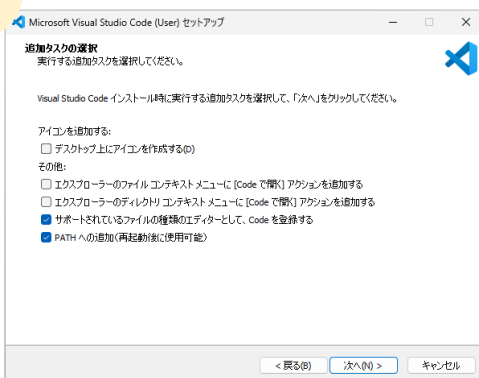 Microsoft Visual Studio Code (User) セットアップ
追加タスクの選択
実行する追加タスクを選択してください。
Visual Studio Code インストール時に実行する追加タスクを選択して、「次へ」をクリックしてください。
アイコンを追加する:
デスクトップ上にアイコンを作成する(D)
その他:
エクスプローラーのファイル コンテキスト メニューに [Code で開く] アクションを追加する
エクスプローラーのディレクトリ コンテキスト メニューに [Code で開く] アクションを追加する
サポートされているファイルの種類のエディターとして、Code を登録する
PATH への追加(再起動後に使用可能)
< 戻る(B) 次へ(N) > キャンセル